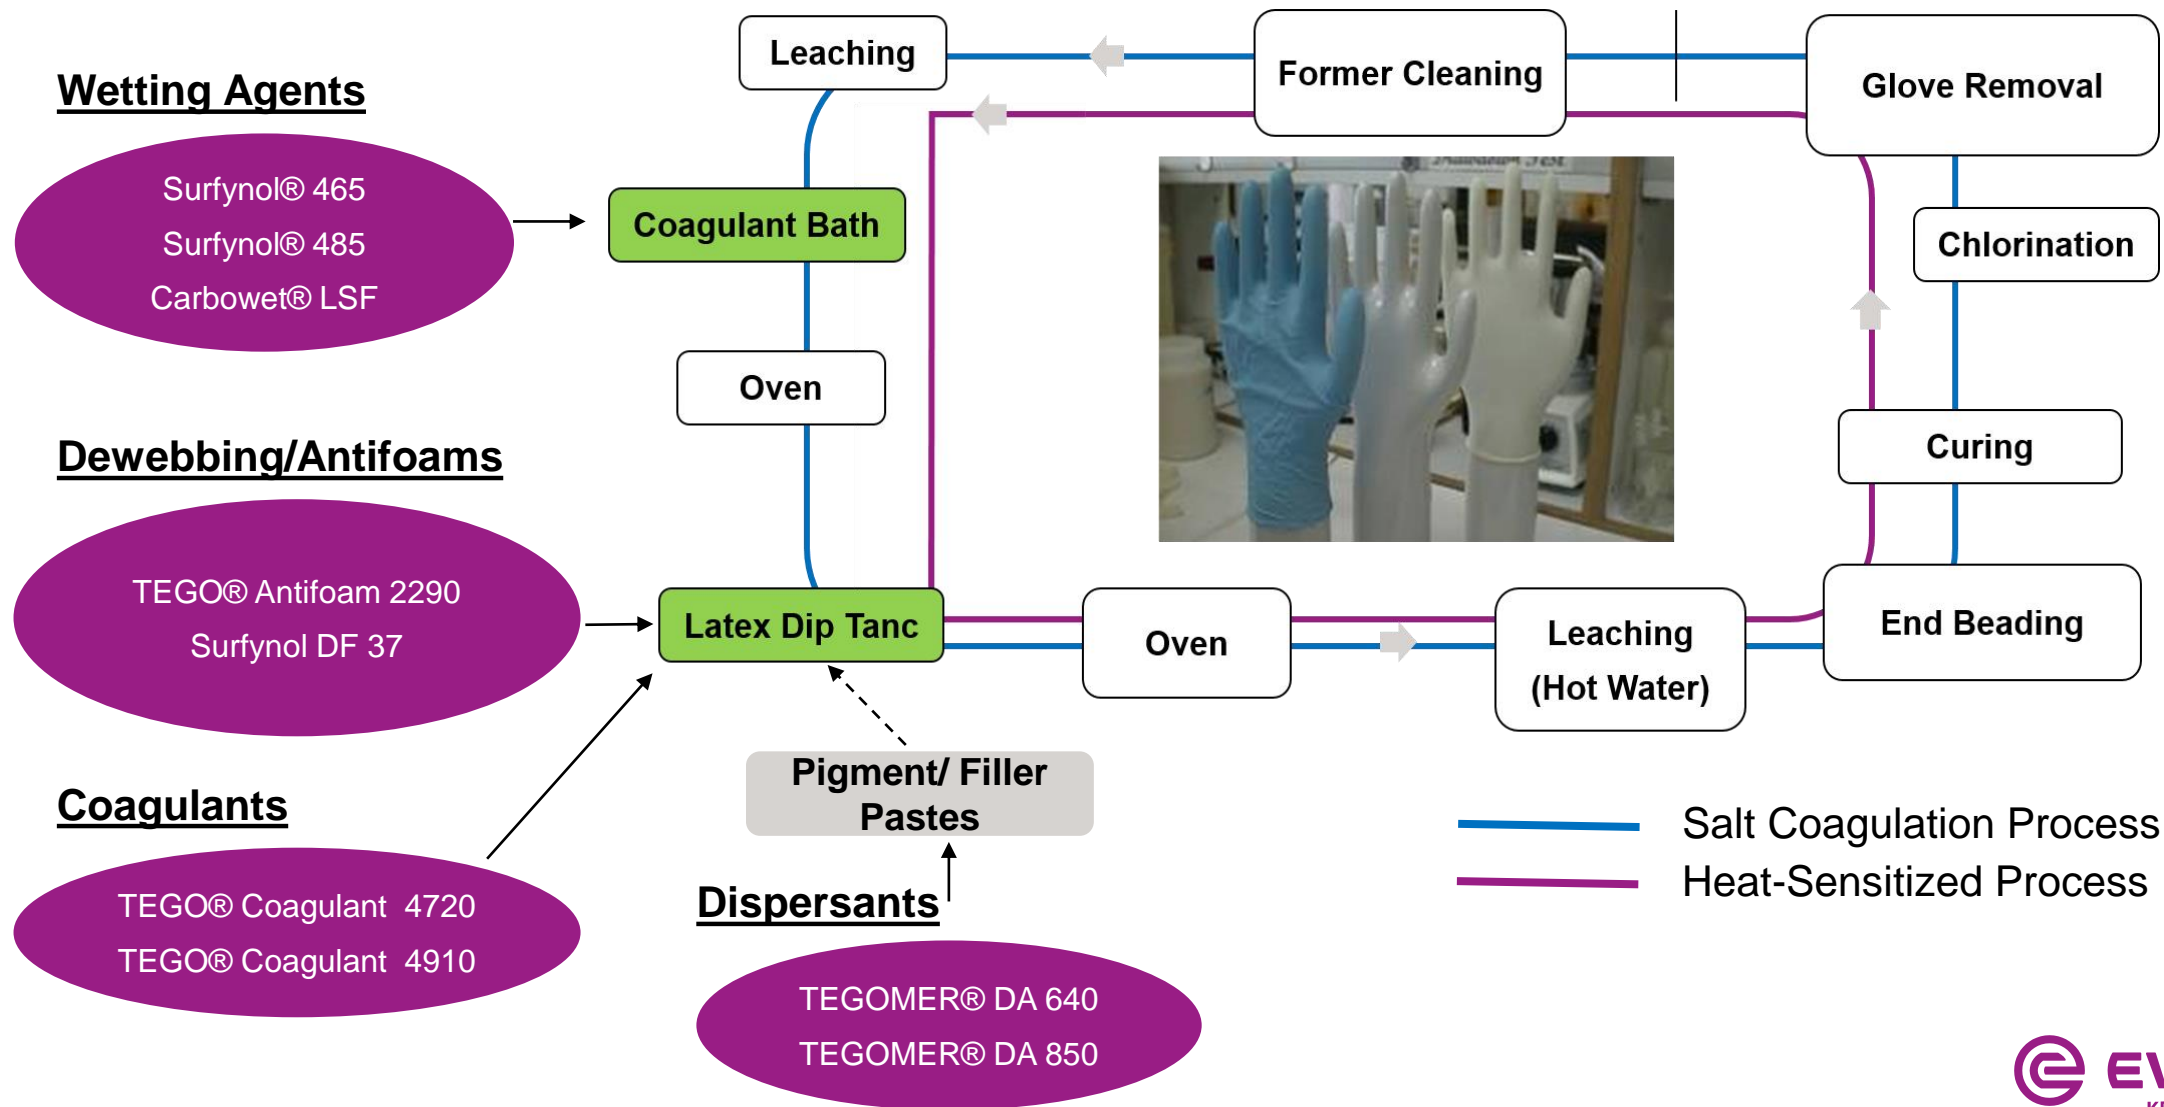 Leaching
Former Cleaning
Glove Removal
Wetting Agents
Surfynol® 465
Surfynol® 485
Carbowet® LSF
Coagulant Bath
Chlorination
Oven
Curing
Dewebbing/Antifoams
TEGO® Antifoam 2290
Surfynol DF 37
Latex Dip Tanc
Oven
Leaching
(Hot Water)
End Beading
Pigment/ Filler
Pastes
Coagulants
TEGO® Coagulant 4720
TEGO® Coagulant 4910
Dispersants
TEGOMER® DA 640
TEGOMER® DA 850
Salt Coagulation Process
Heat-Sensitized Process